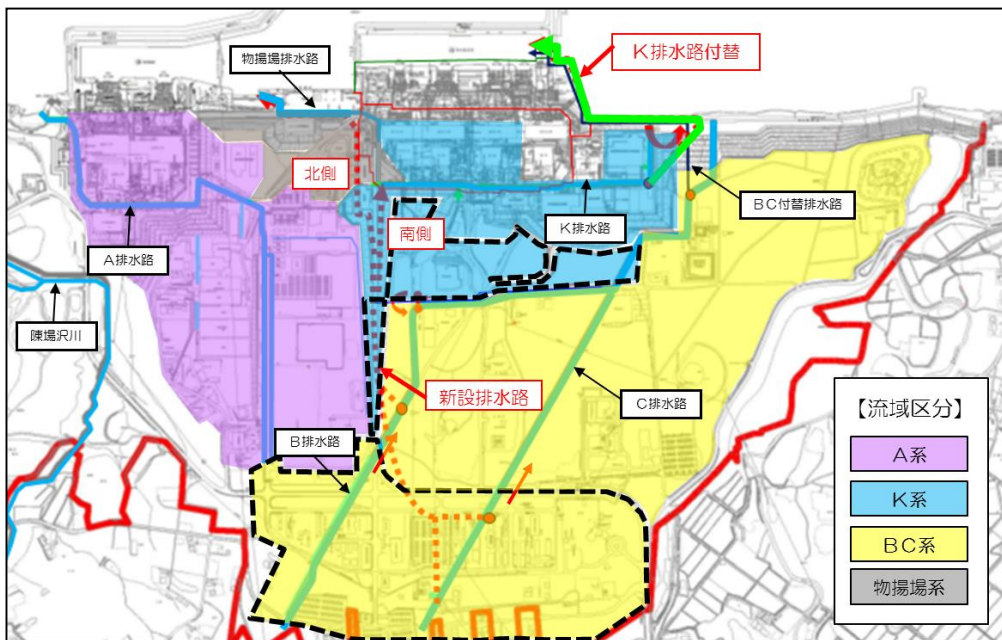 物揚場排水路
K排水路付替
北側
南側
K排水路
BC付替排水路
A排水路
陳場沢川
新設排水路
C排水路
B排水路
【流域区分】
A系
K系
BC系
物揚場系